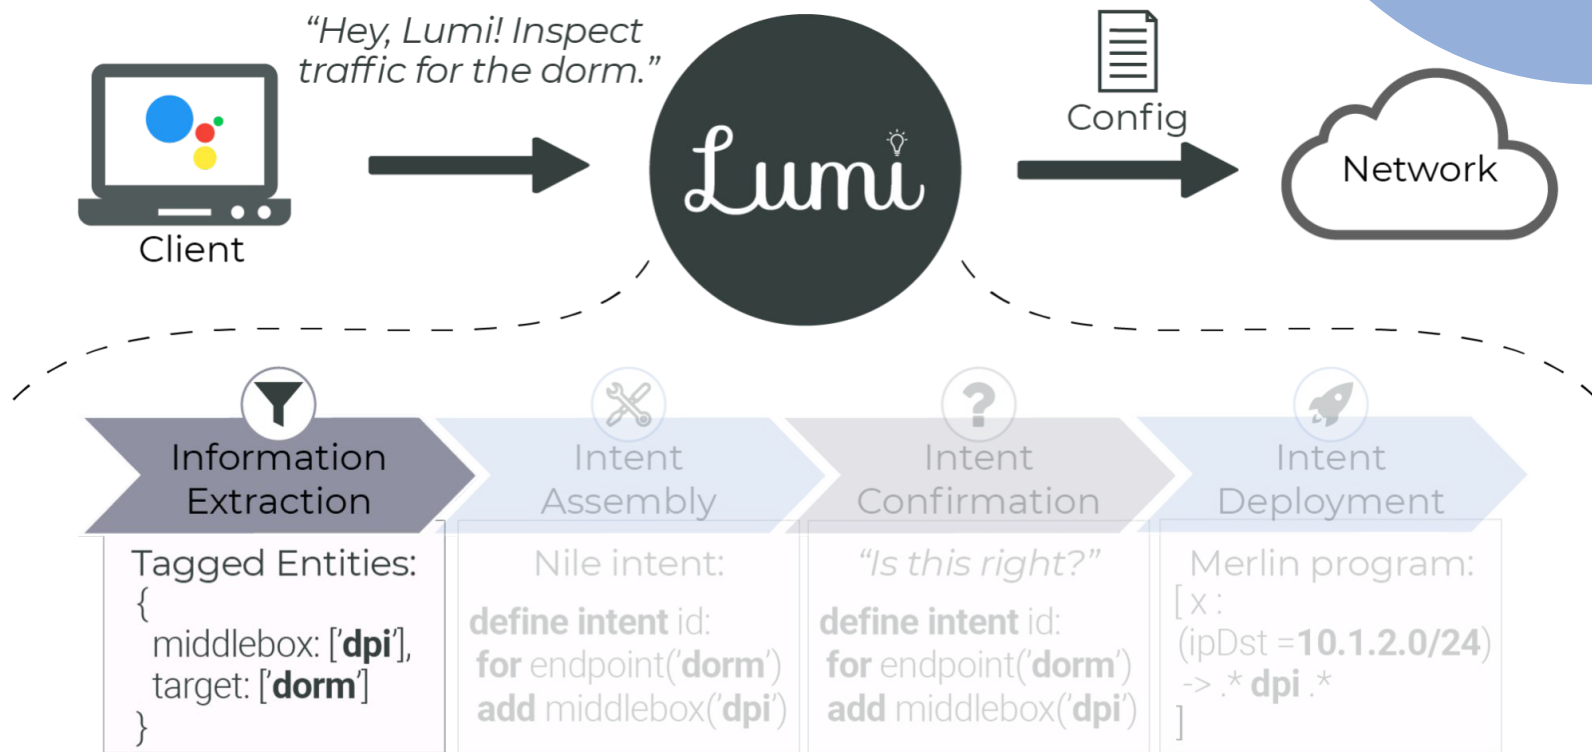 “Hey, Lumi! Inspect
traffic for the dorm.”
Client
Lumi
Config
Network
Information
Extraction
Tagged Entities:
{
middlebox: ['dpi'],
target: ['dorm']
}
Intent
Assembly
Nile intent:
define intent id:
for endpoint('dorm')
add middlebox('dpi')
Intent
Confirmation
“Is this right?”
define intent id:
for endpoint('dorm')
add middlebox('dpi')
Intent
Deployment
Merlin program:
[ x :
(ipDst =10.1.2.0/24)
-> .* dpi .*
]